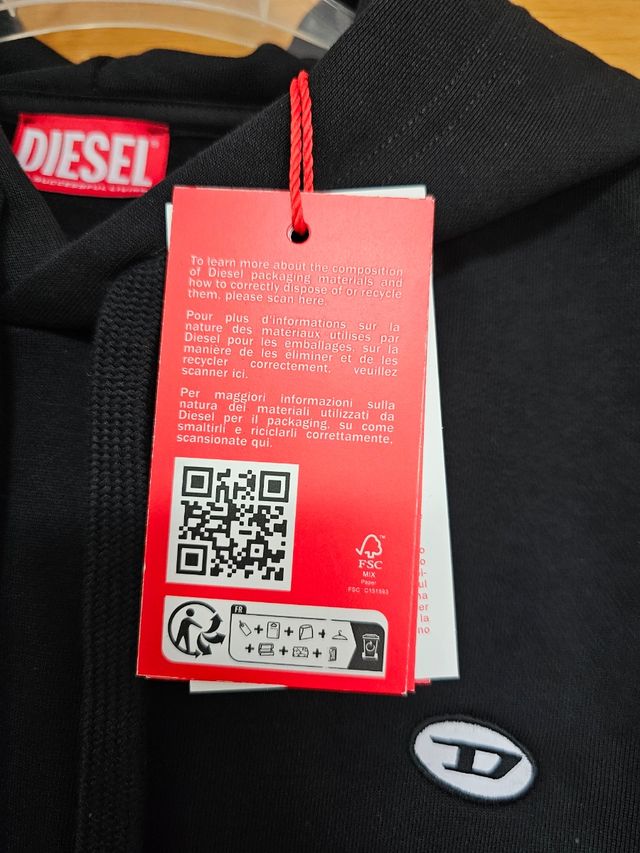 DIESEL
SUCCESSFUL LIVING
To learn more about the composition
of Diesel packaging materials and
how to correctly dispose of or recycle
them, please scan here.
Pour plus d'informations sur la
nature des matériaux utilisés par
Diesel pour les emballages, sur la
manière de les éliminer et de les
recycler correctement, veuillez
scanner ici.
Per maggiori informazioni sulla
natura dei materiali utilizzati da
Diesel per il packaging, su come
smaltirli e riciclarli correttamente,
scansionate qui.
FSC
MIX
Paper
FR
D